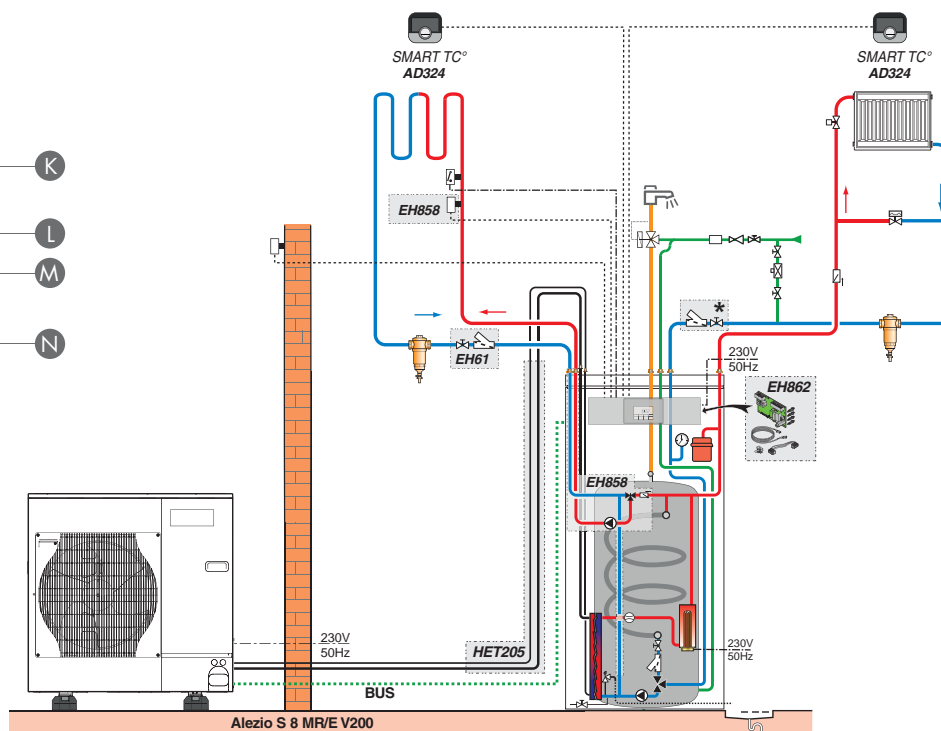 SMART TC°
AD324
SMART TC°
AD324
K
EH858
L
M
*
N
EH61
230V
50Hz
EH862
EH858
230V
50Hz
HET205
230V
50Hz
BUS
Alezio S 8 MR/E V200